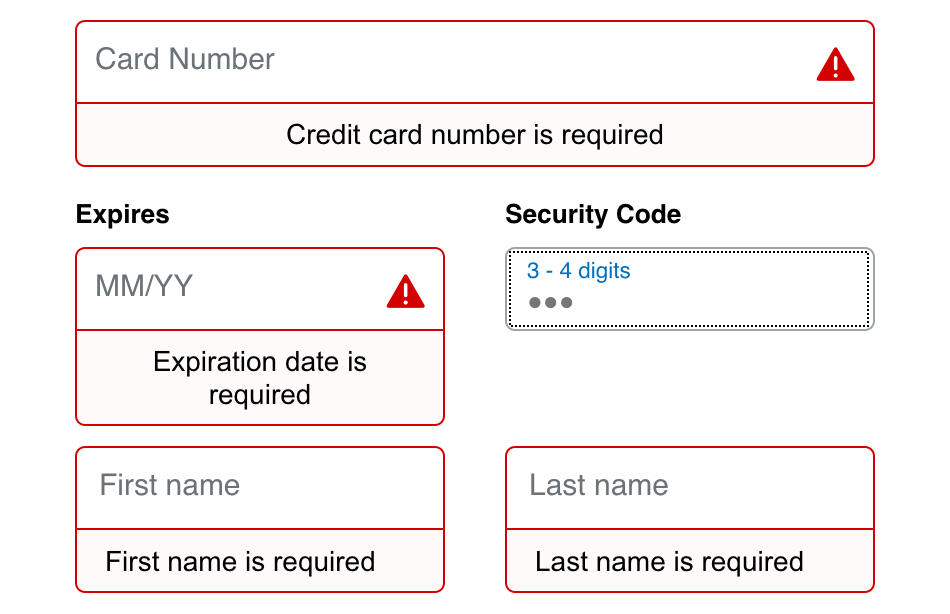 Card Number
Credit card number is required
Expires
Security Code
MM/YY
3 - 4 digits
●●●
Expiration date is
required
First name
Last name
First name is required
Last name is required